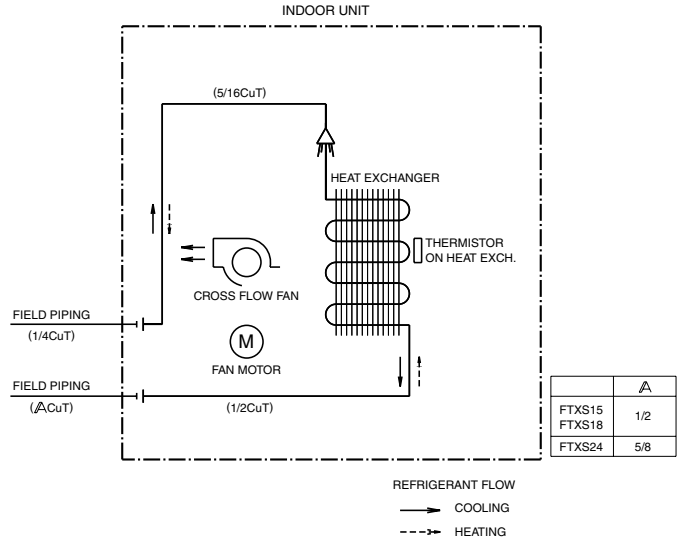 INDOOR UNIT
(5/16CuT)
HEAT EXCHANGER
THERMISTOR
ON HEAT EXCH.
CROSS FLOW FAN
FIELD PIPING
(1/4CuT)
M
FAN MOTOR
FIELD PIPING
(ACuT)
(1/2CuT)
A
FTXS15
FTXS18
1/2
FTXS24 5/8
REFRIGERANT FLOW
COOLING
HEATING